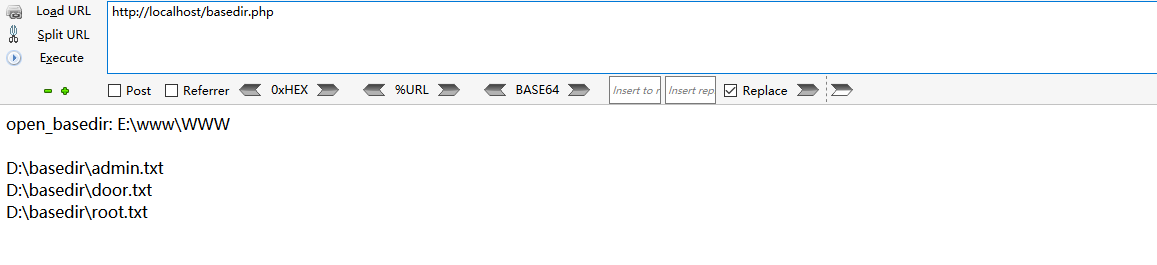 Load URL
http://localhost/basedir.php
Split URL
Execute
Post Referrer 0xHEX %URL BASE64 Insert to r Insert rep Replace
open_basedir: E:\www\WWW
D:\basedir\admin.txt
D:\basedir\door.txt
D:\basedir\root.txt